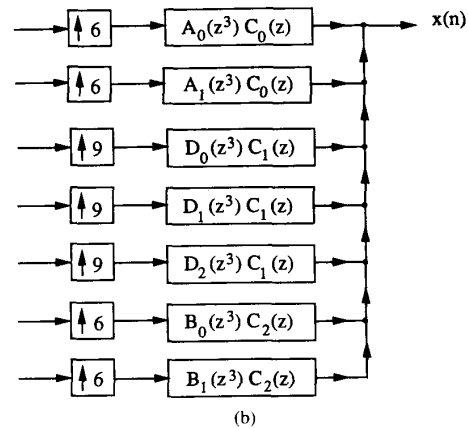 ↑ 6 A₀(z³) C₀(z) x(n)
↑ 6 A₁(z³) C₀(z)
↑ 9 D₀(z³) C₁(z)
↑ 9 D₁(z³) C₁(z)
↑ 9 D₂(z³) C₁(z)
↑ 6 B₀(z³) C₂(z)
↑ 6 B₁(z³) C₂(z)
(b)